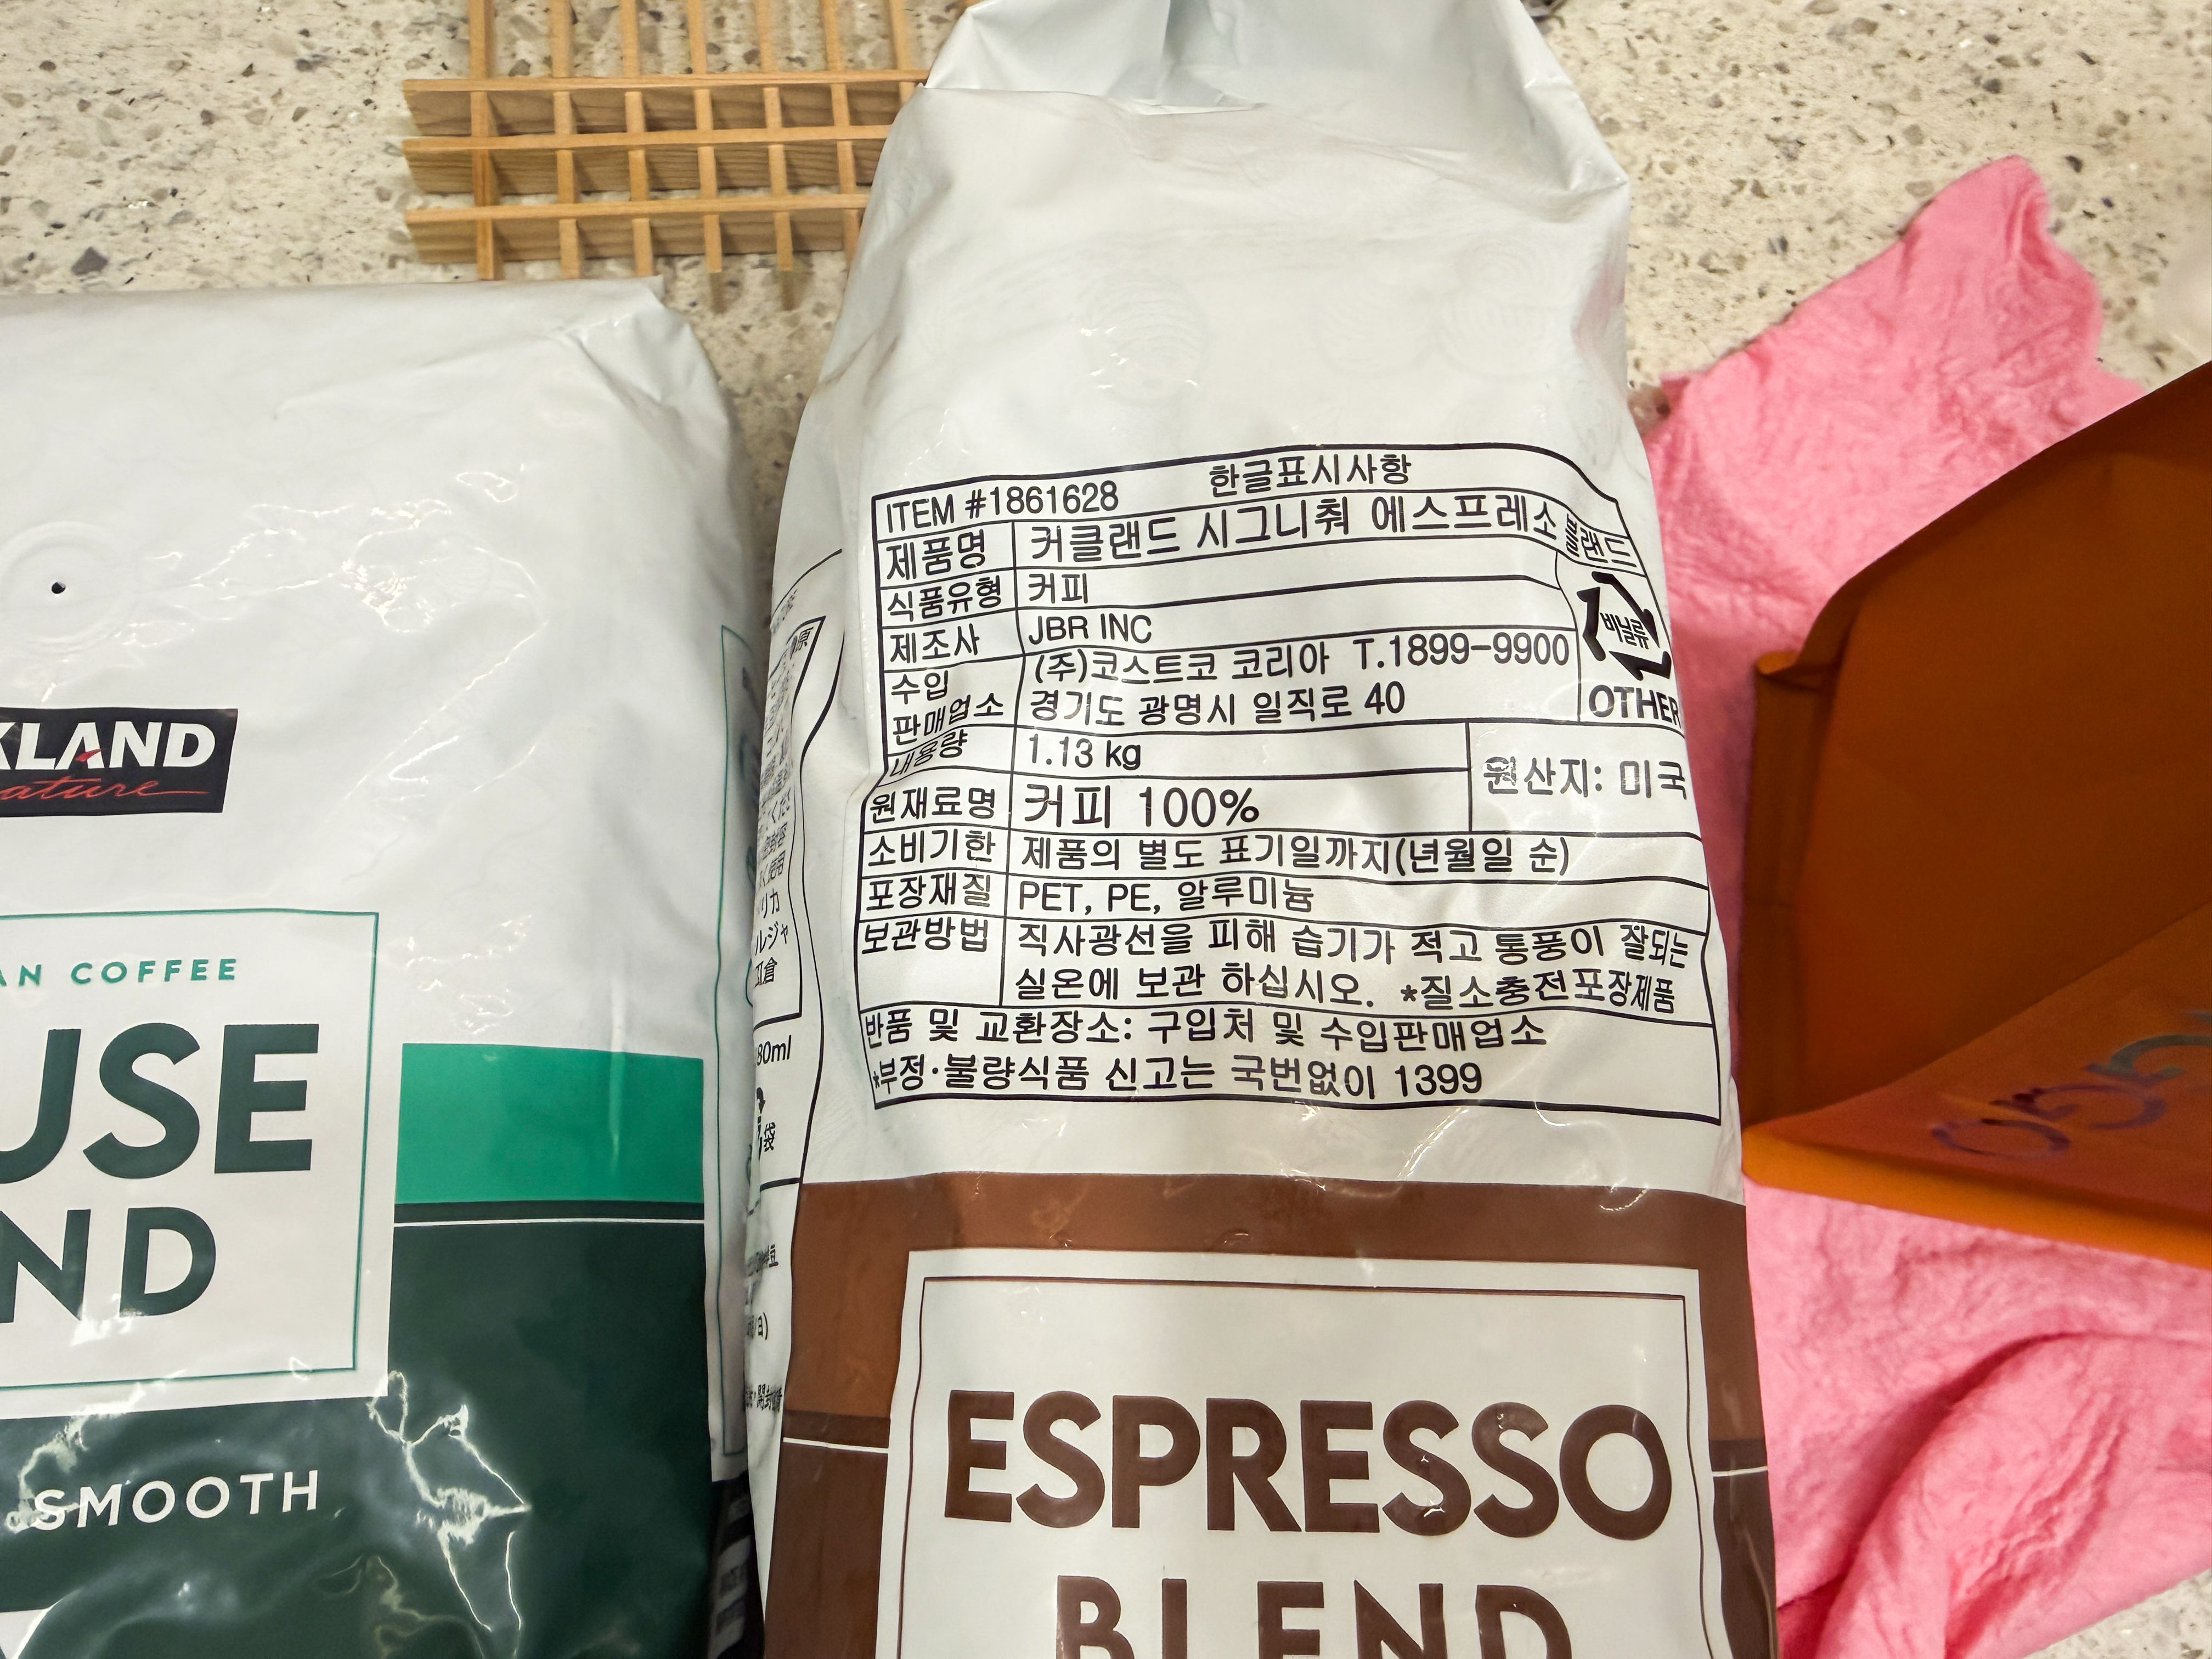 ITEM #1861628 한글표시사항
제품명 커클랜드 시그니춰 에스프레소 블랜드
식품유형 커피
제조사 JBR INC
수입 판매업소 (주)코스트코 코리아 T.1899-9900
경기도 광명시 일직로 40
비닐류
OTHER
내용량 1.13 kg
원산지: 미국
원재료명 커피 100%
소비기한 제품의 별도 표기일까지(년월일 순)
포장재질 PET, PE, 알루미늄
보관방법 직사광선을 피해 습기가 적고 통풍이 잘되는
실온에 보관 하십시오. *질소충전포장제품
반품 및 교환장소: 구입처 및 수입판매업소
*부정·불량식품 신고는 국번없이 1399
ESPRESSO
BLEND
KLAND
ature
AN COFFEE
USE
ND
SMOOTH
80ml
袋